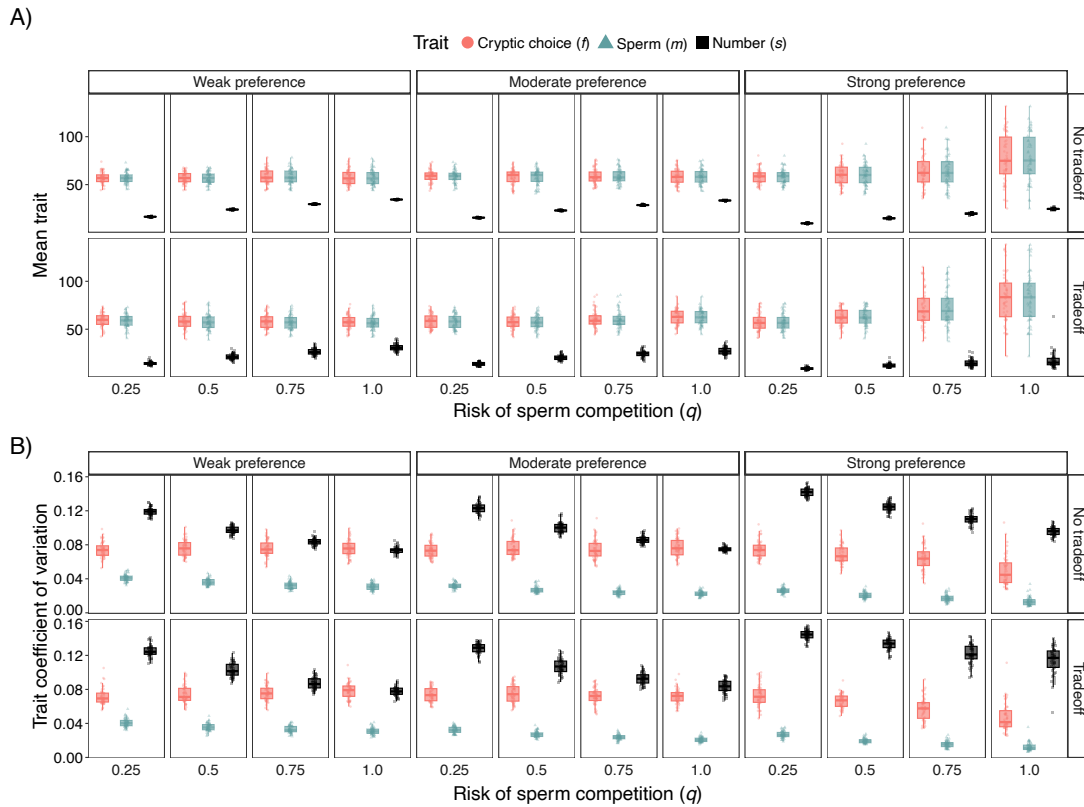 A)
Trait Cryptic choice (f) Sperm (m) Number (s)
Weak preference Moderate preference Strong preference
No tradeoff
100
50
Mean trait
Tradeoff
100
50
0.25 0.5 0.75 1.0 0.25 0.5 0.75 1.0 0.25 0.5 0.75 1.0
Risk of sperm competition (q)
B)
Weak preference Moderate preference Strong preference
0.16
0.12
0.08
0.04
0.00
No tradeoff
Trait coefficient of variation
0.16
0.12
0.08
0.04
0.00
Tradeoff
0.25 0.5 0.75 1.0 0.25 0.5 0.75 1.0 0.25 0.5 0.75 1.0
Risk of sperm competition (q)